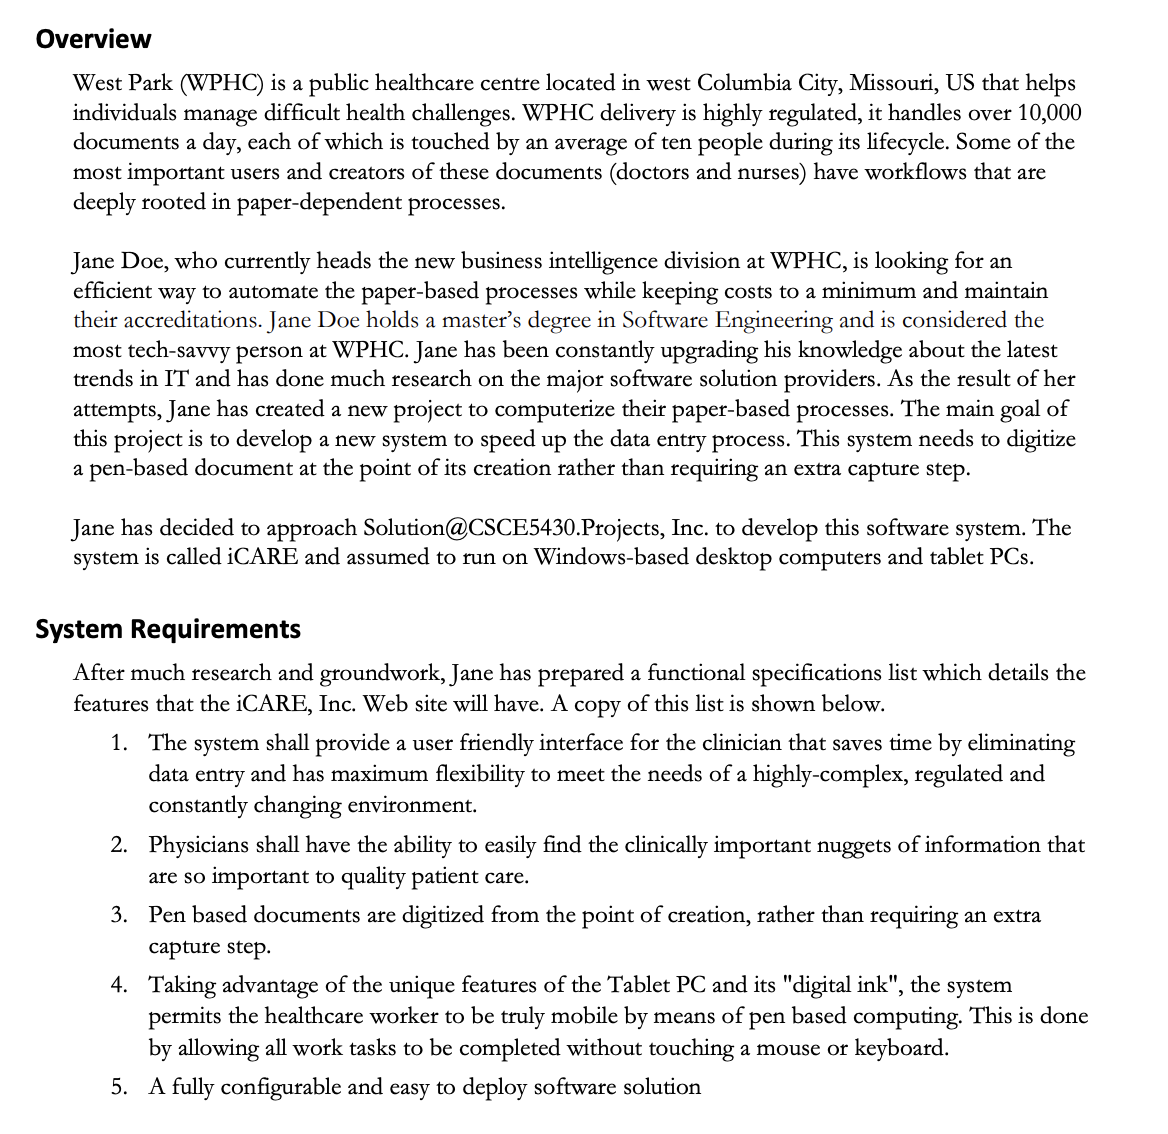 Overview
West Park (WPHC) is a public healthcare centre located in west Columbia City, Missouri, US that helps
individuals manage difficult health challenges. WPHC delivery is highly regulated, it handles over 10,000
documents a day, each of which is touched by an average of ten people during its lifecycle. Some of the
most important users and creators of these documents (doctors and nurses) have workflows that are
deeply rooted in paper-dependent processes.
Jane Doe, who currently heads the new business intelligence division at WPHC, is looking for an
efficient way to automate the paper-based processes while keeping costs to a minimum and maintain
their accreditations. Jane Doe holds a master’s degree in Software Engineering and is considered the
most tech-savvy person at WPHC. Jane has been constantly upgrading his knowledge about the latest
trends in IT and has done much research on the major software solution providers. As the result of her
attempts, Jane has created a new project to computerize their paper-based processes. The main goal of
this project is to develop a new system to speed up the data entry process. This system needs to digitize
a pen-based document at the point of its creation rather than requiring an extra capture step.
Jane has decided to approach Solution@CSCE5430.Projects, Inc. to develop this software system. The
system is called iCARE and assumed to run on Windows-based desktop computers and tablet PCs.
System Requirements
After much research and groundwork, Jane has prepared a functional specifications list which details the
features that the iCARE, Inc. Web site will have. A copy of this list is shown below.
1. The system shall provide a user friendly interface for the clinician that saves time by eliminating
data entry and has maximum flexibility to meet the needs of a highly-complex, regulated and
constantly changing environment.
2. Physicians shall have the ability to easily find the clinically important nuggets of information that
are so important to quality patient care.
3. Pen based documents are digitized from the point of creation, rather than requiring an extra
capture step.
4. Taking advantage of the unique features of the Tablet PC and its "digital ink", the system
permits the healthcare worker to be truly mobile by means of pen based computing. This is done
by allowing all work tasks to be completed without touching a mouse or keyboard.
5. A fully configurable and easy to deploy software solution